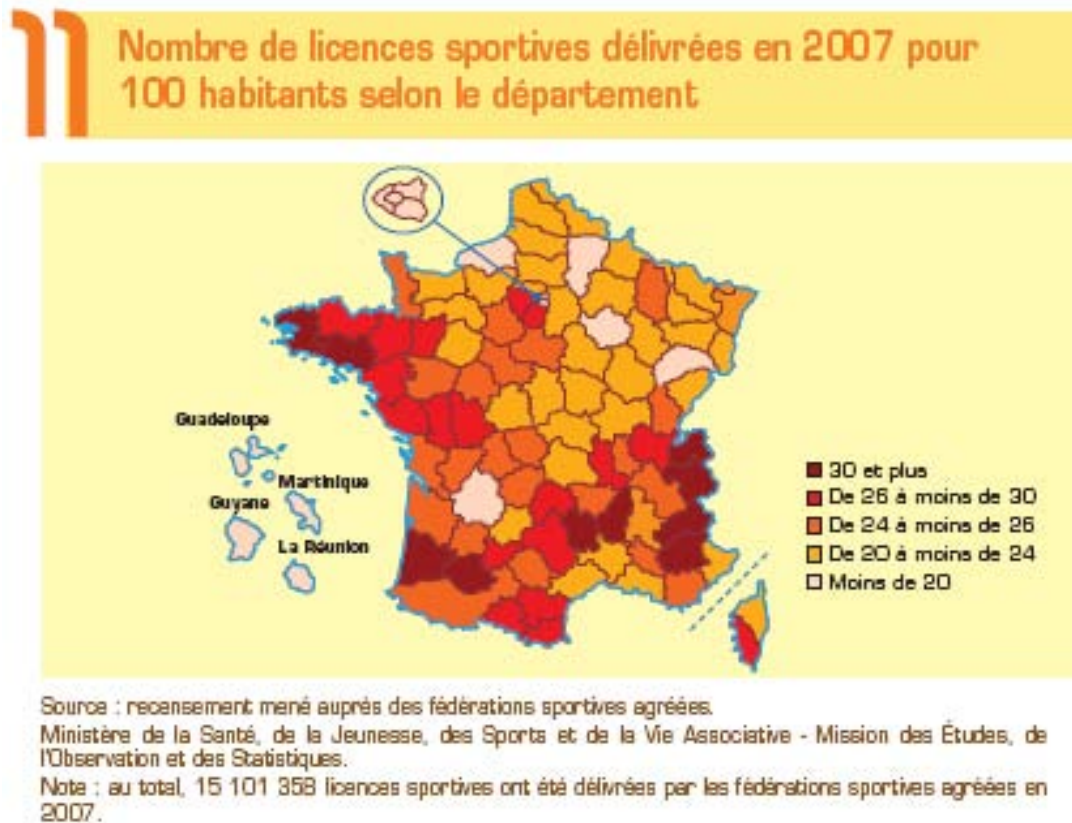 11
Nombre de licences sportives délivrées en 2007 pour
100 habitants selon le département
Guadeloupe
Martinique
Guyane
La Réunion
30 et plus
De 26 à moins de 30
De 24 à moins de 26
De 20 à moins de 24
Moins de 20
Source : recensement mené auprès des fédérations sportives agréées.
Ministère de la Santé, de la Jeunesse, des Sports et de la Vie Associative - Mission des Études, de
l'Observation et des Statistiques.
Note : au total, 15 101 358 licences sportives ont été délivrées par les fédérations sportives agréées en
2007.